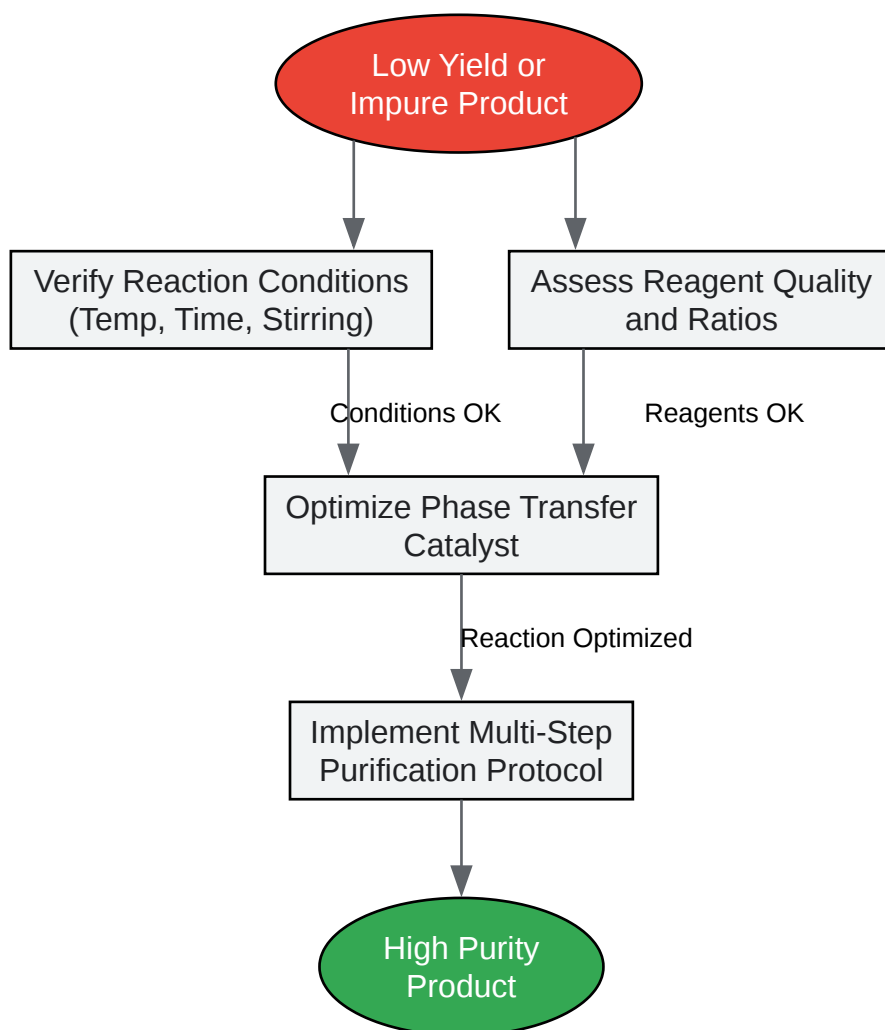 Low Yield or
Impure Product
Verify Reaction Conditions
(Temp, Time, Stirring)
Assess Reagent Quality
and Ratios
Conditions OK
Reagents OK
Optimize Phase Transfer
Catalyst
Reaction Optimized
Implement Multi-Step
Purification Protocol
High Purity
Product